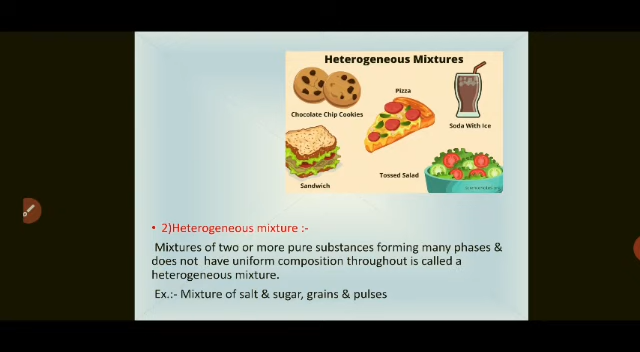 Heterogeneous Mixtures
Pizza
Chocolate Chip Cookies
Soda With Ice
Sandwich
Tossed Salad
• 2)Heterogeneous mixture :-
Mixtures of two or more pure substances forming many phases &
does not have uniform composition throughout is called a
heterogeneous mixture.
Ex.:- Mixture of salt & sugar, grains & pulses